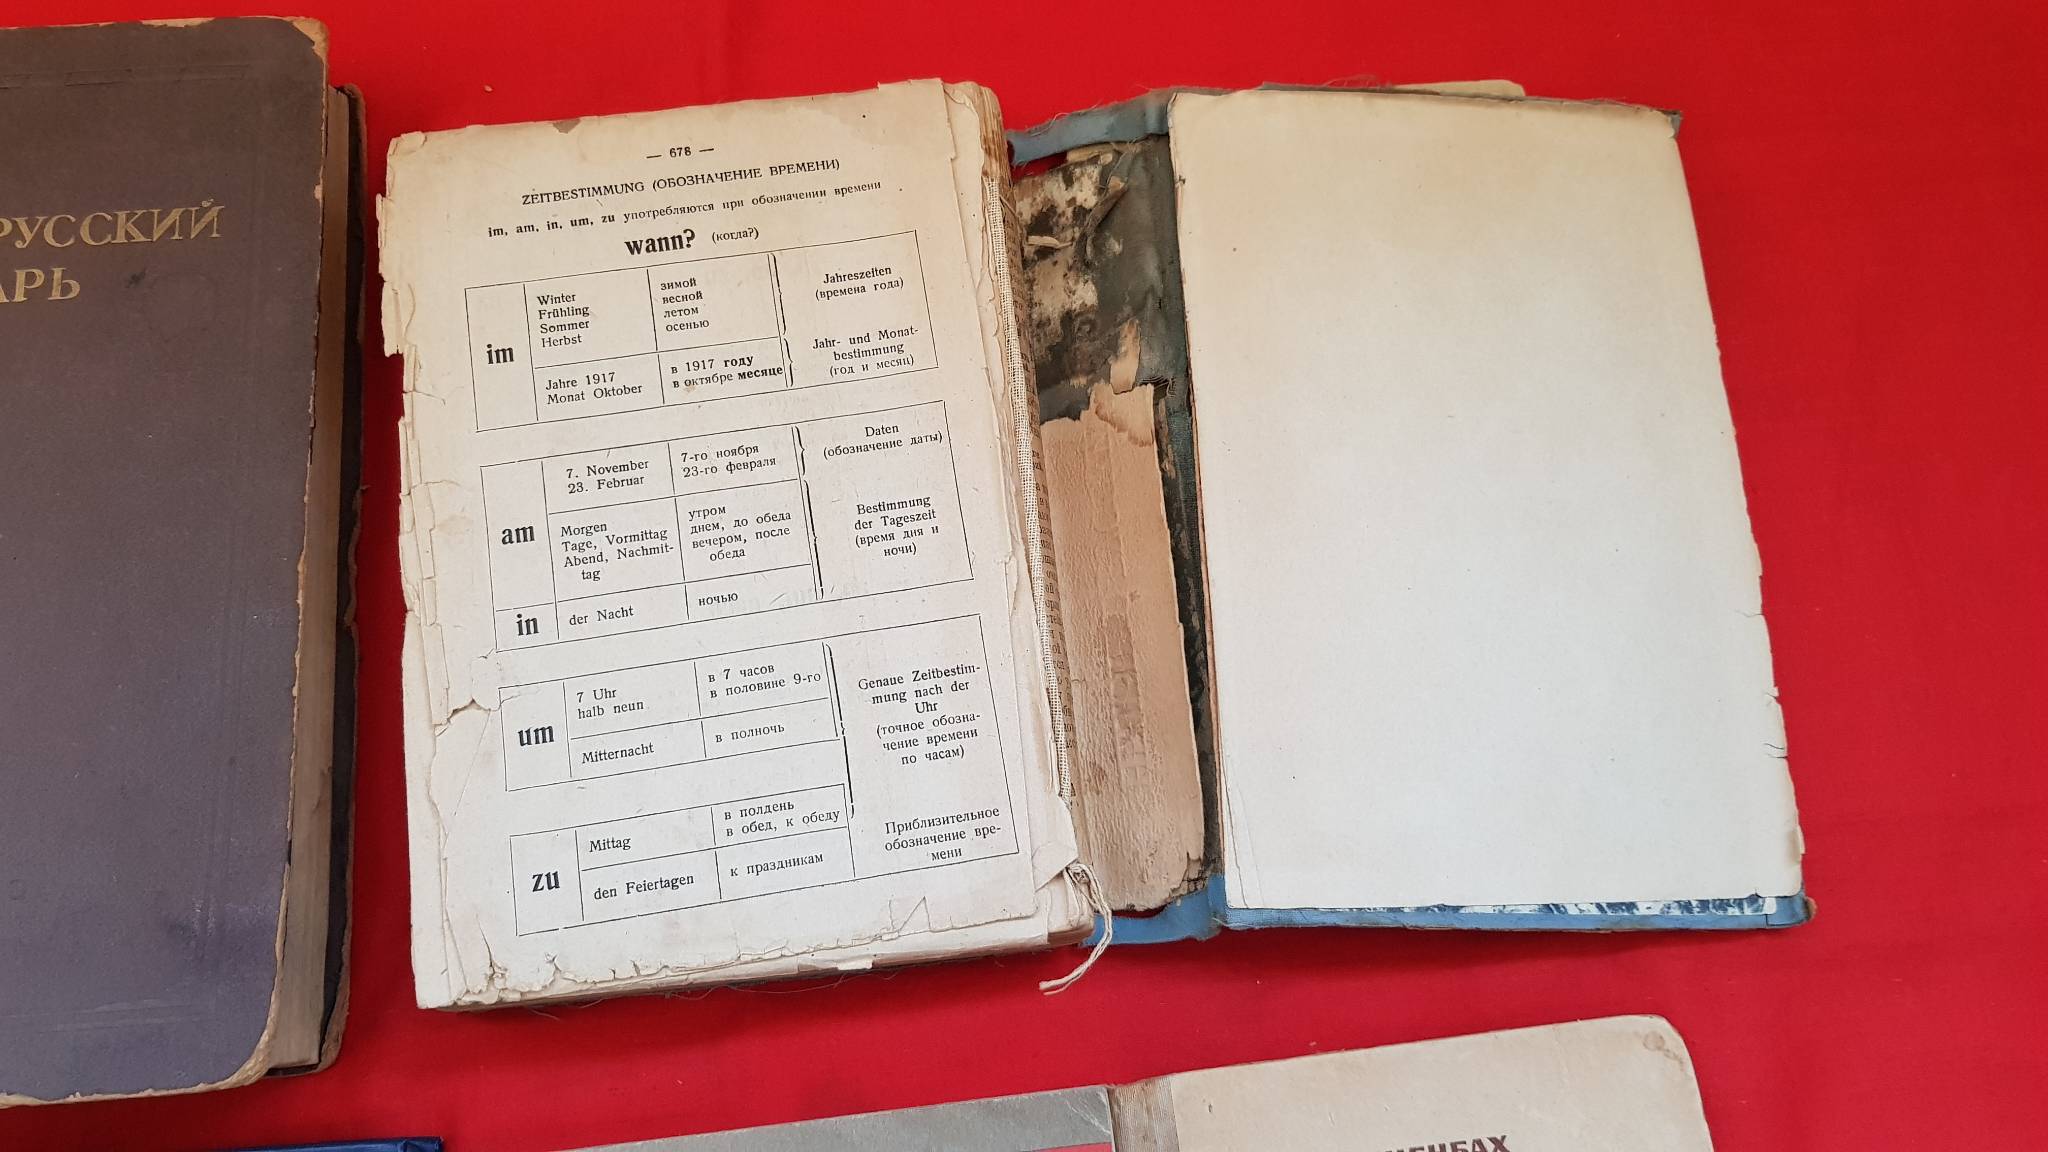 РУССКИЙ
АРЬ
— 678 —
ZEITBESTIMMUNG (ОБОЗНАЧЕНИЕ ВРЕМЕНИ)
im, am, in, um, zu употребляются при обозначении времени
wann? (когда?)
im
Winter
Frühling
Sommer
Herbst
зимой
весной
летом
осенью
Jahreszeiten
(времена года)
Jahre 1917
Monat Oktober
в 1917 году
в октябре месяце
Jahr- und Monat-
bestimmung
(год и месяц)
am
7. November
23. Februar
7-го ноября
23-го февраля
Daten
(обозначение даты)
Morgen
Tage, Vormittag
Abend, Nachmit-
tag
утром
днем, до обеда
вечером, после
обеда
Bestimmung
der Tageszeit
(время дня и
ночи)
in
der Nacht
ночью
um
7 Uhr
halb neun
в 7 часов
в половине 9-го
Mitternacht
в полночь
Genaue Zeitbestim-
mung nach der
Uhr
(точное обозна-
чение времени
по часам)
zu
Mittag
в полдень
в обед, к обеду
den Feiertagen
к праздникам
Приблизительное
обозначение вре-
мени